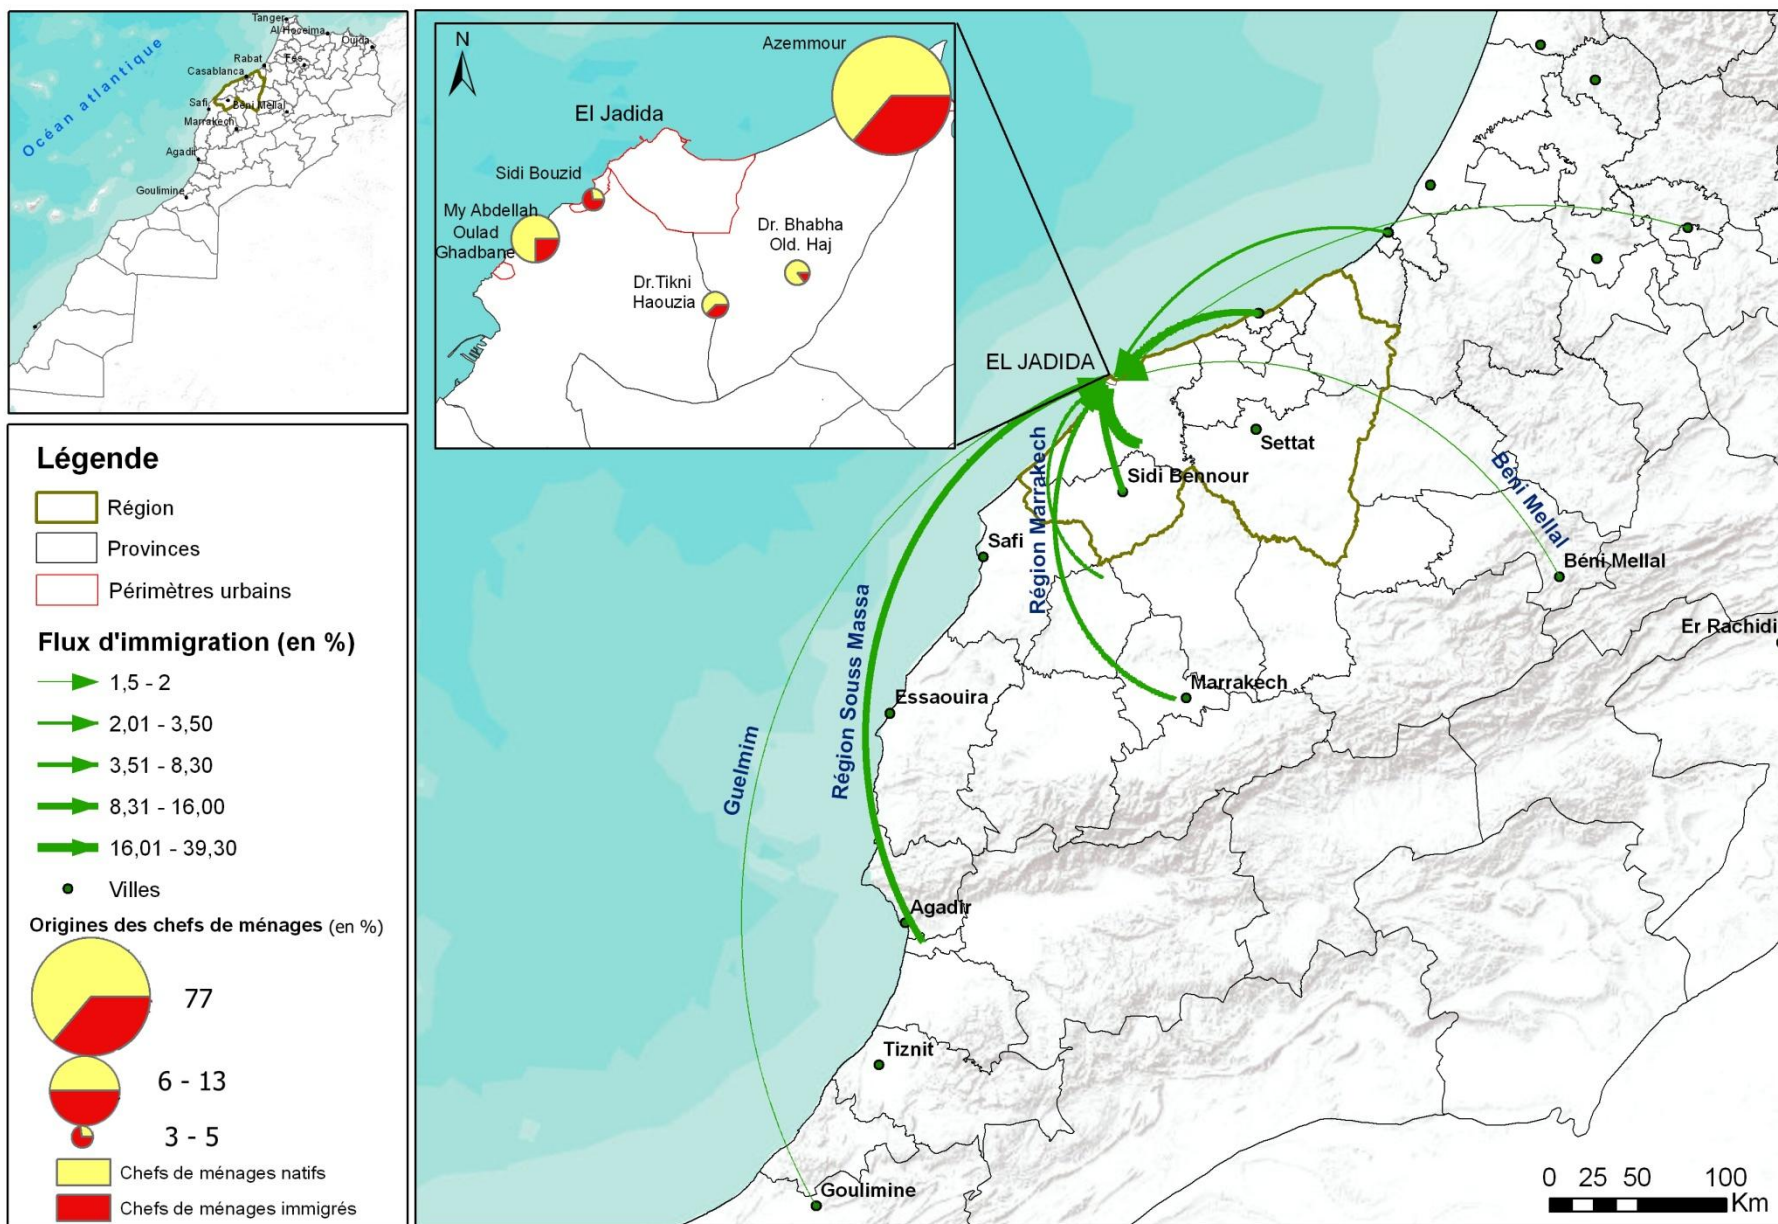 Tanger
Al Hoceima
Oujda
Rabat
Fés
Casablanca
Safi
Béni Mellal
Marrakech
Agadir
Goulimine
Océan atlantique
Légende
Région
Provinces
Périmètres urbains
Flux d'immigration (en %)
1,5 - 2
2,01 - 3,50
3,51 - 8,30
8,31 - 16,00
16,01 - 39,30
Villes
Origines des chefs de ménages (en %)
77
6 - 13
3 - 5
Chefs de ménages natifs
Chefs de ménages immigrés
N
Azemmour
El Jadida
Sidi Bouzid
My Abdellah
Oulad
Ghadbane
Dr. Bhabha
Old. Haj
Dr.Tikni
Haouzia
EL JADIDA
Settat
Sidi Bennour
Safi
Région Marrakech
Béni Mellal
Béni Mellal
Er Rachidi
Marrakech
Essaouira
Région Souss Massa
Guelmim
Agadir
Tiznit
Goulimine
0 25 50 100
Km